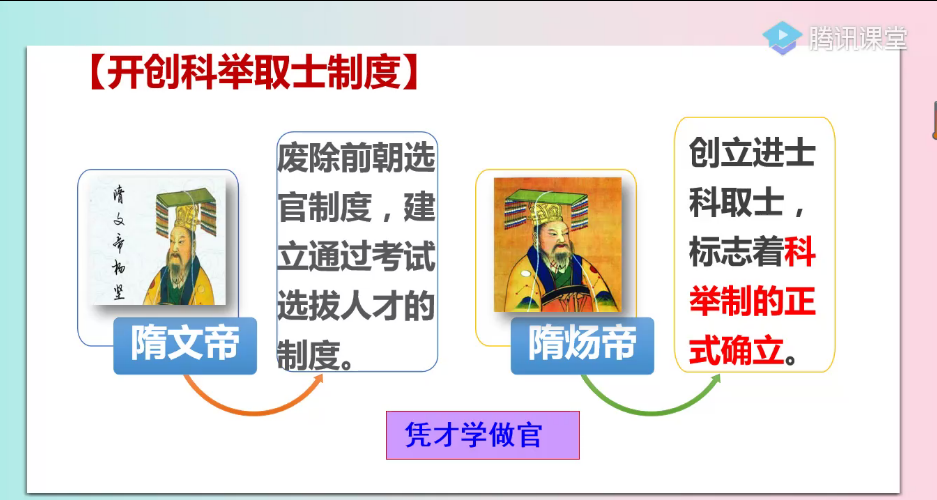 腾讯课堂
【开创科举取士制度】
隋文帝杨坚
隋文帝
废除前朝选
官制度，建
立通过考试
选拔人才的
制度。
隋炀帝
创立进士
科取士，
标志着科
举制的正
式确立。
凭才学做官